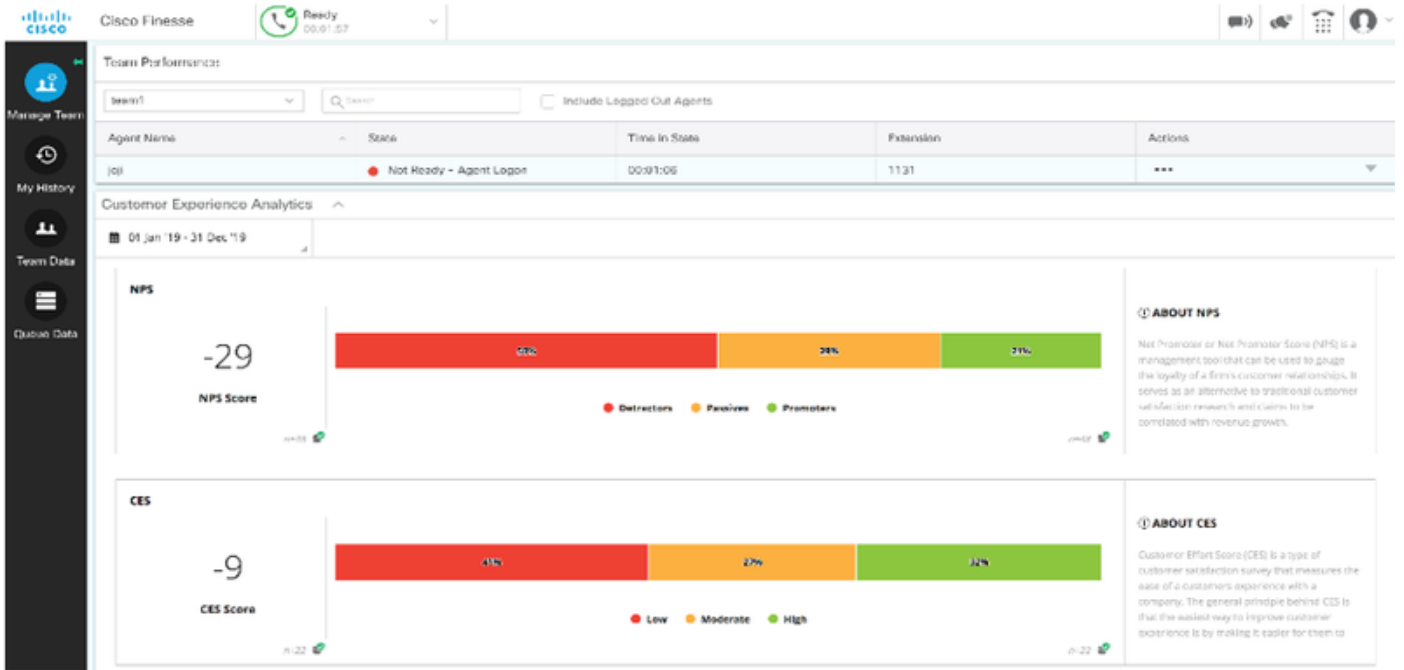 CISCO
Cisco Finesse
Ready
00:01:57
Manage Team
My History
Team Data
Queue Data
Team Performance
team1
Search
Include Logged Out Agents
Agent Name State Time in State Extension Actions
joji Not Ready - Agent Logon 00:01:06 1131
Customer Experience Analytics
01 Jan '19 - 31 Dec '19
NPS
-29
NPS Score
21%
Detractors Passives Promoters
ABOUT NPS
Net Promoter or Net Promoter Score (NPS) is a
management tool that can be used to gauge
the loyalty of a firm's customer relationships. It
serves as an alternative to traditional customer
satisfaction research and claims to be
correlated with revenue growth.
CES
-9
CES Score
n=22
41% 27% 32%
Low Moderate High
n=22
ABOUT CES
Customer Effort Score (CES) is a type of
customer satisfaction survey that measures the
ease of a customers experience with a
company. The general principle behind CES is
that the easiest way to improve customer
experience is by making it easier for them to